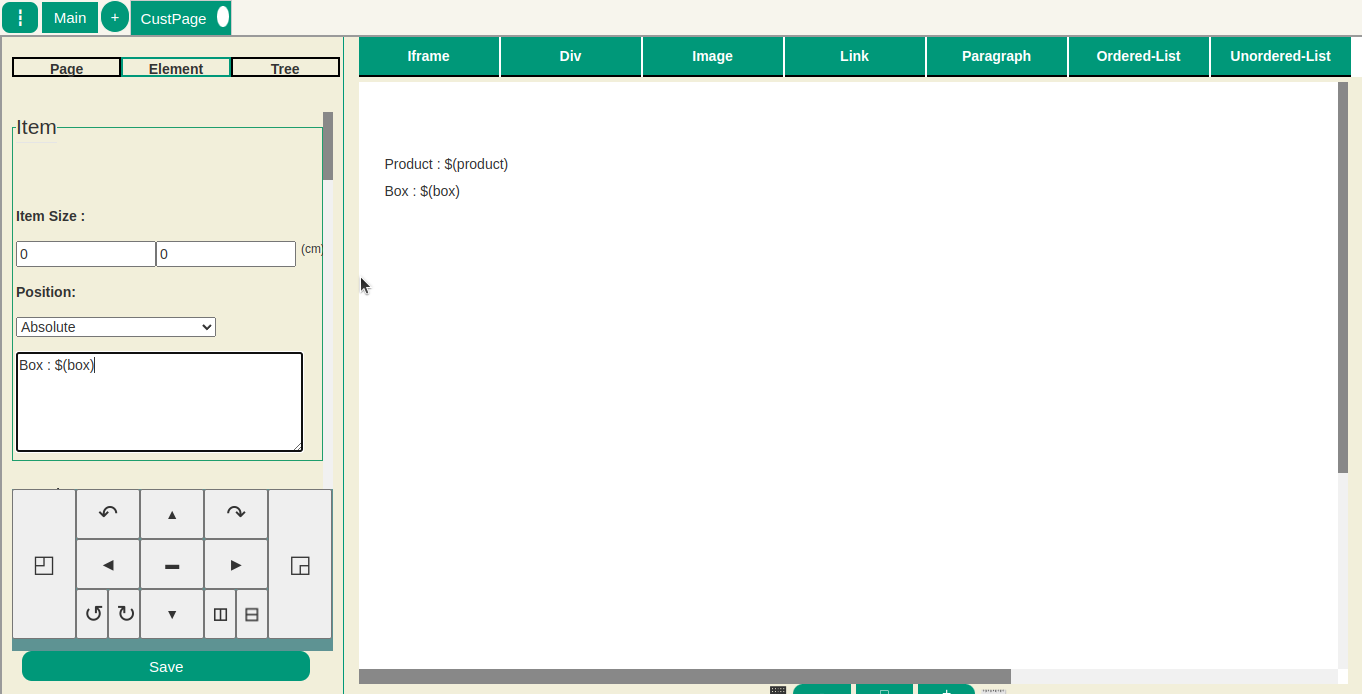 Main + CustPage
Iframe Div Image Link Paragraph Ordered-List Unordered-List
Page Element Tree
Item
Product : $(product)
Box : $(box)
Item Size :
0 0 (cm)
Position:
Absolute
Box : $(box)
Save